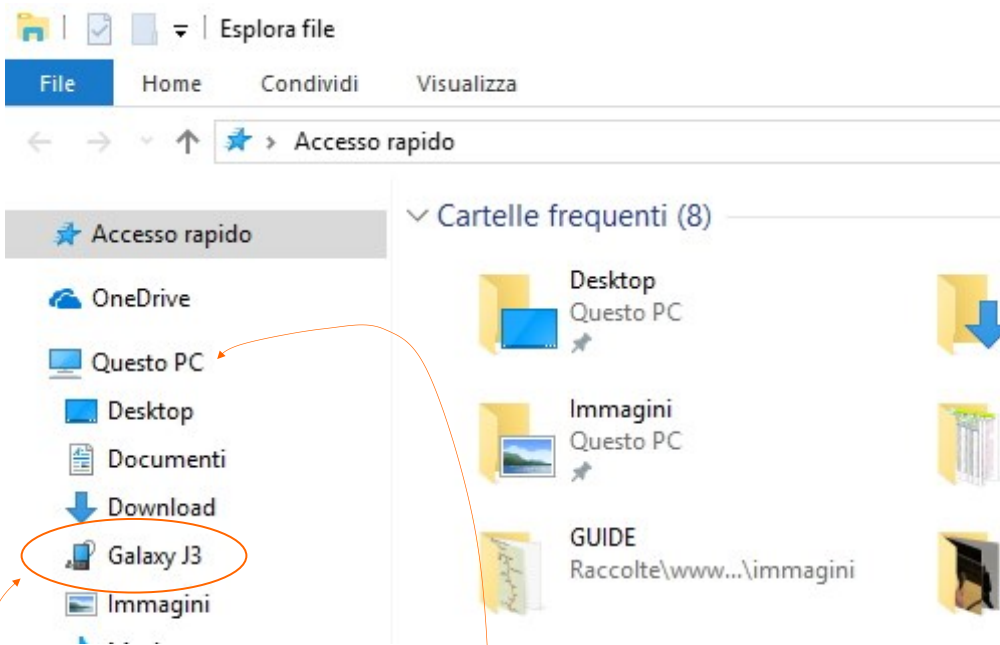 Esplora file
File Home Condividi Visualizza
Accesso rapido
Accesso rapido
OneDrive
Questo PC
Desktop
Documenti
Download
Galaxy J3
Immagini
Cartelle frequenti (8)
Desktop
Questo PC
Immagini
Questo PC
GUIDE
Raccolte\www...\immagini